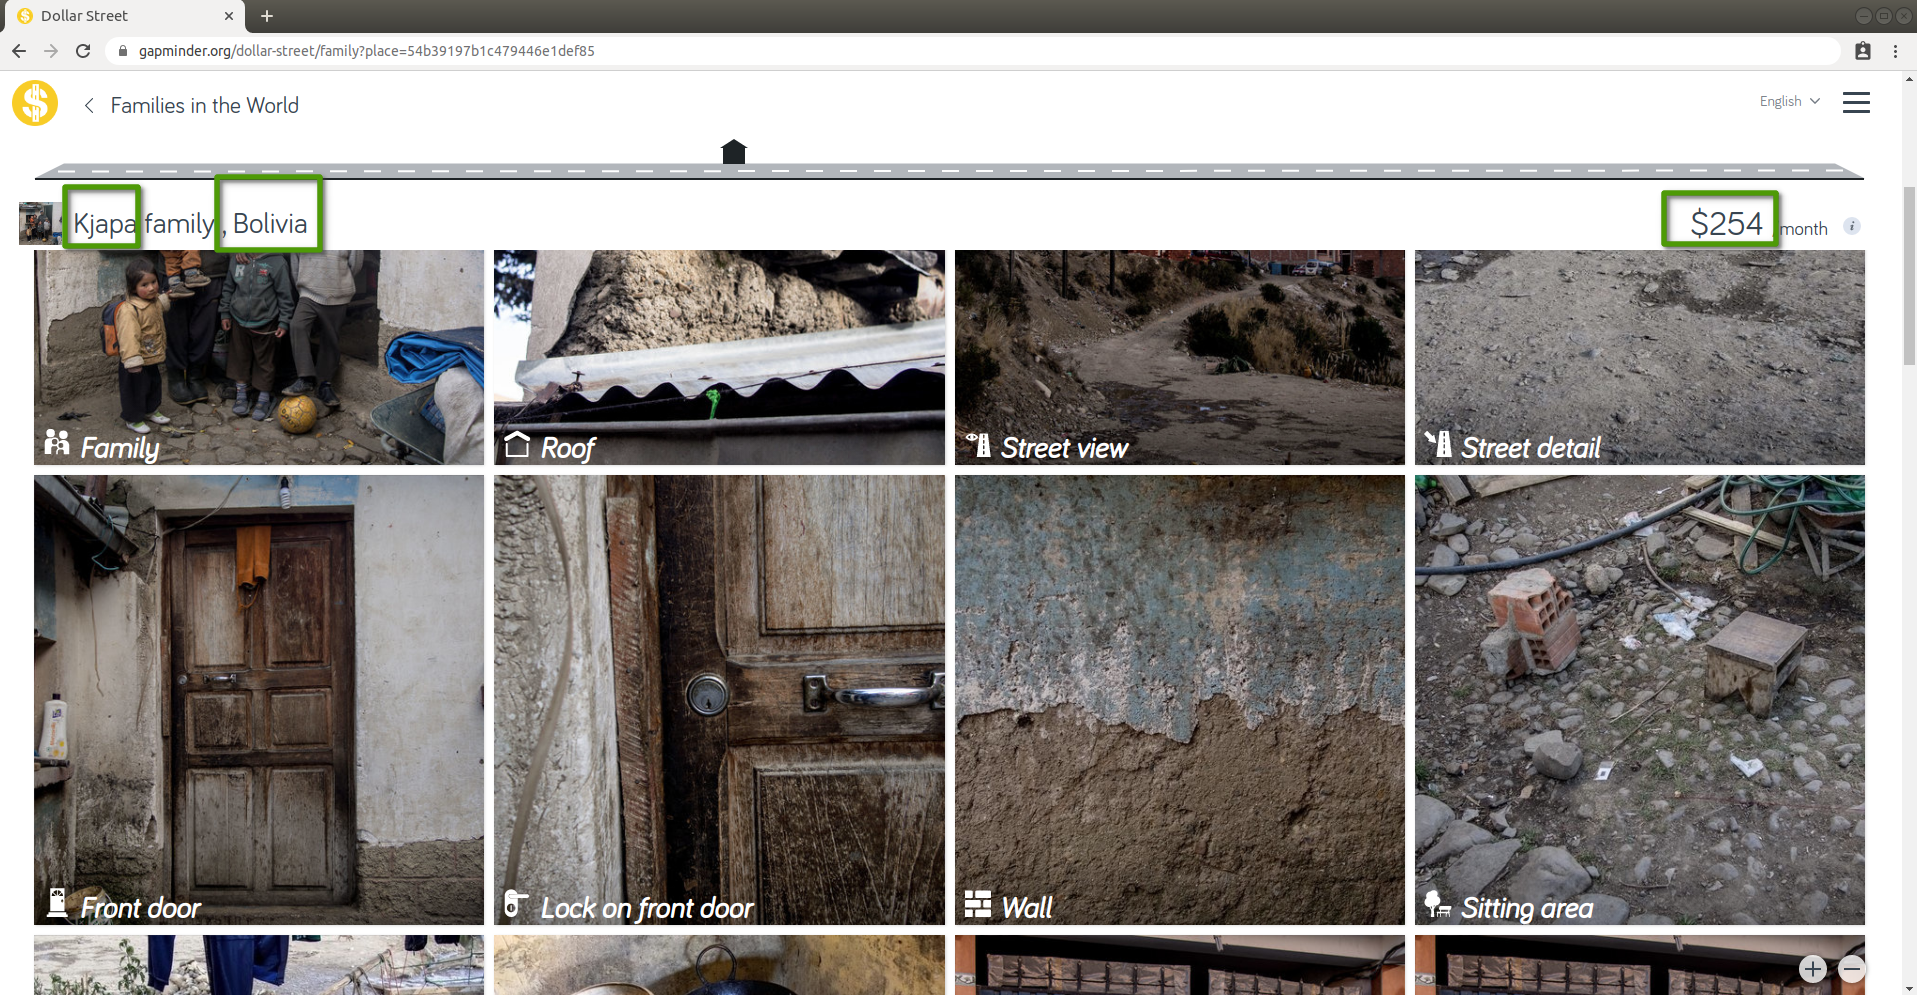 Dollar Street
gapminder.org/dollar-street/family?place=54b39197b1c479446e1def85
Families in the World
English
Kjapa family , Bolivia
$254 /month
Family
Roof
Street view
Street detail
Front door
Lock on front door
Wall
Sitting area